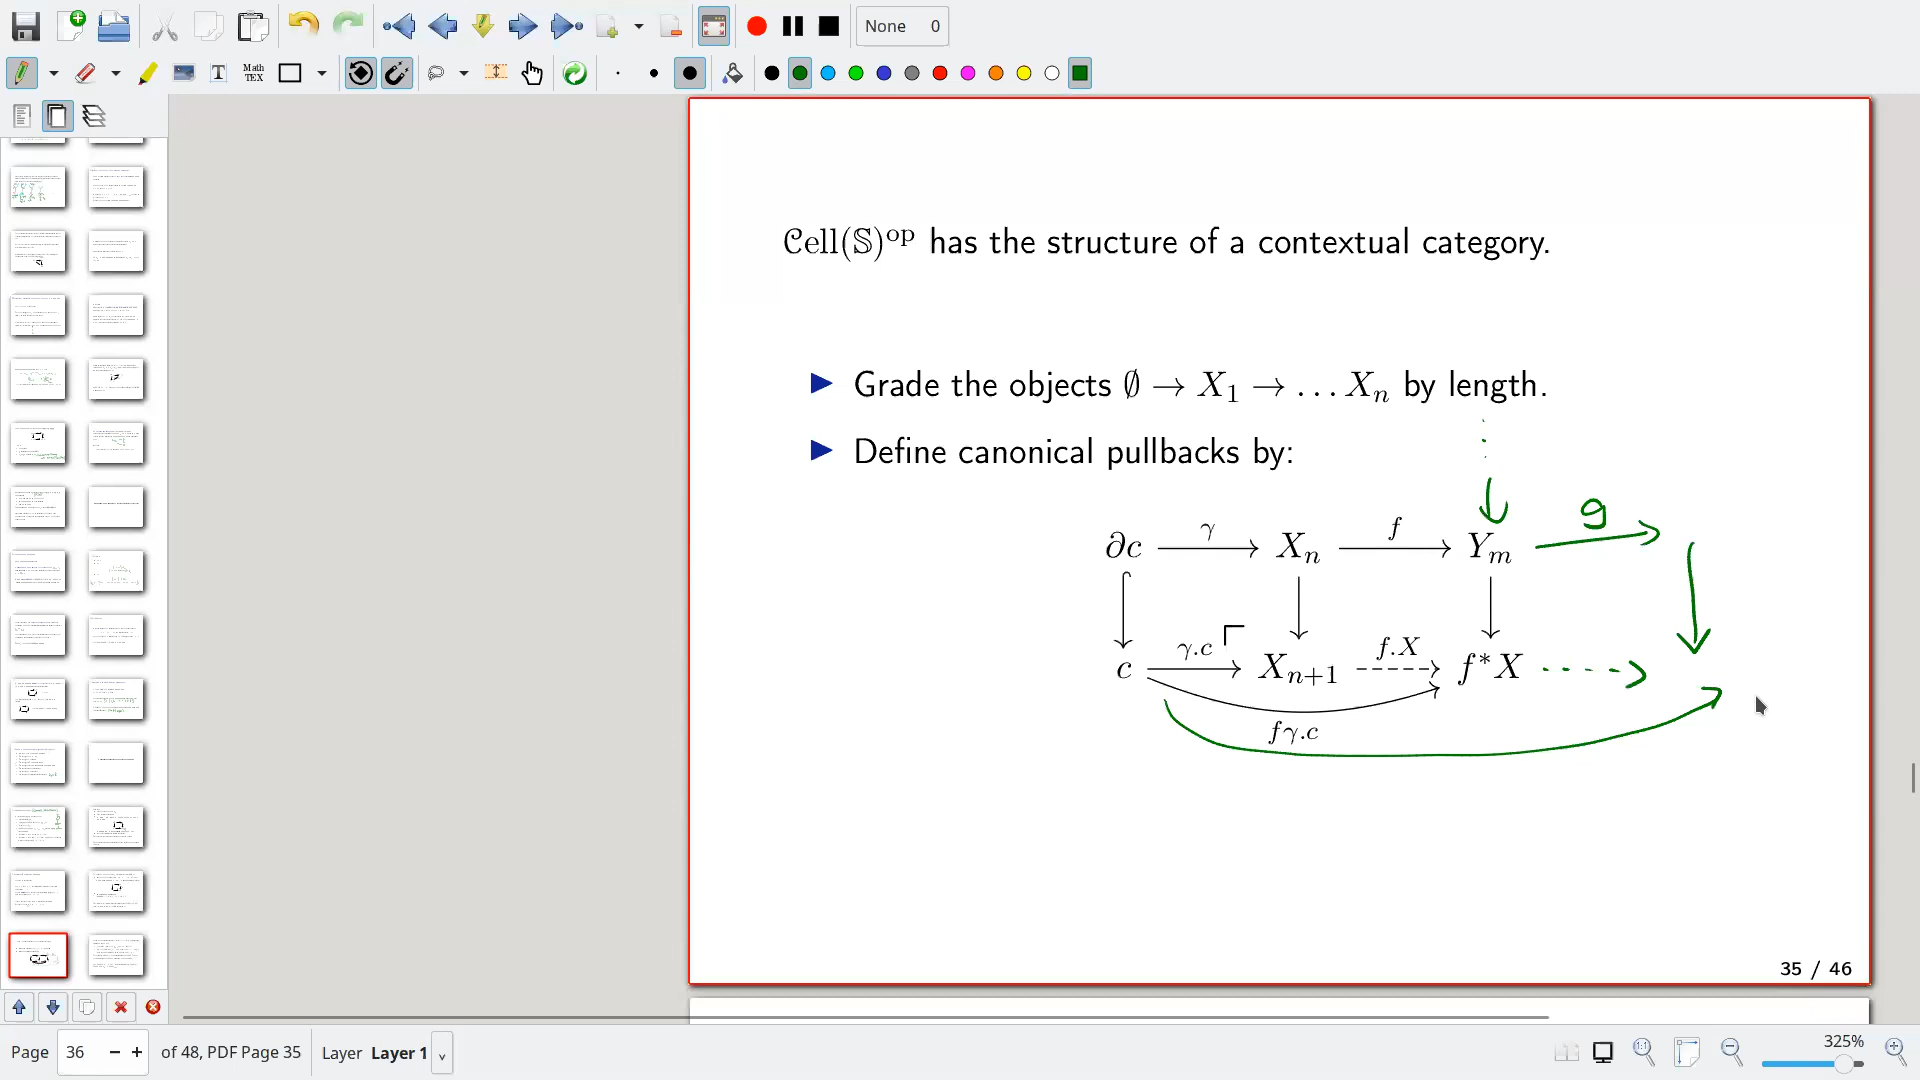 None 0
T Math TEX
𝒞ell(𝕊)ᵒᵖ has the structure of a contextual category.
▶ Grade the objects ∅ → X₁ → … Xₙ by length.
▶ Define canonical pullbacks by:
g
γ f
∂c Xₙ Yₘ
γ.c f.X
c Xₙ₊₁ f*X
fγ.c
35 / 46
Page 36 of 48, PDF Page 35 Layer Layer 1 325%